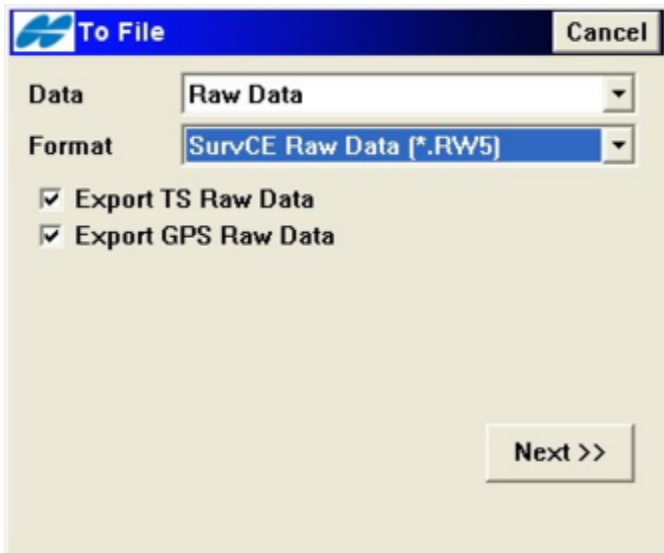 To File Cancel
Data Raw Data
Format SurvCE Raw Data (*.RW5)
Export TS Raw Data
Export GPS Raw Data
Next >>